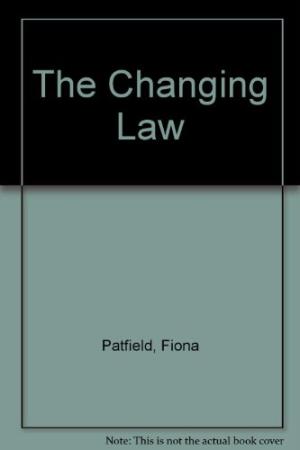 The Changing
Law
Patfield, Fiona
Note: This is not the actual book cover